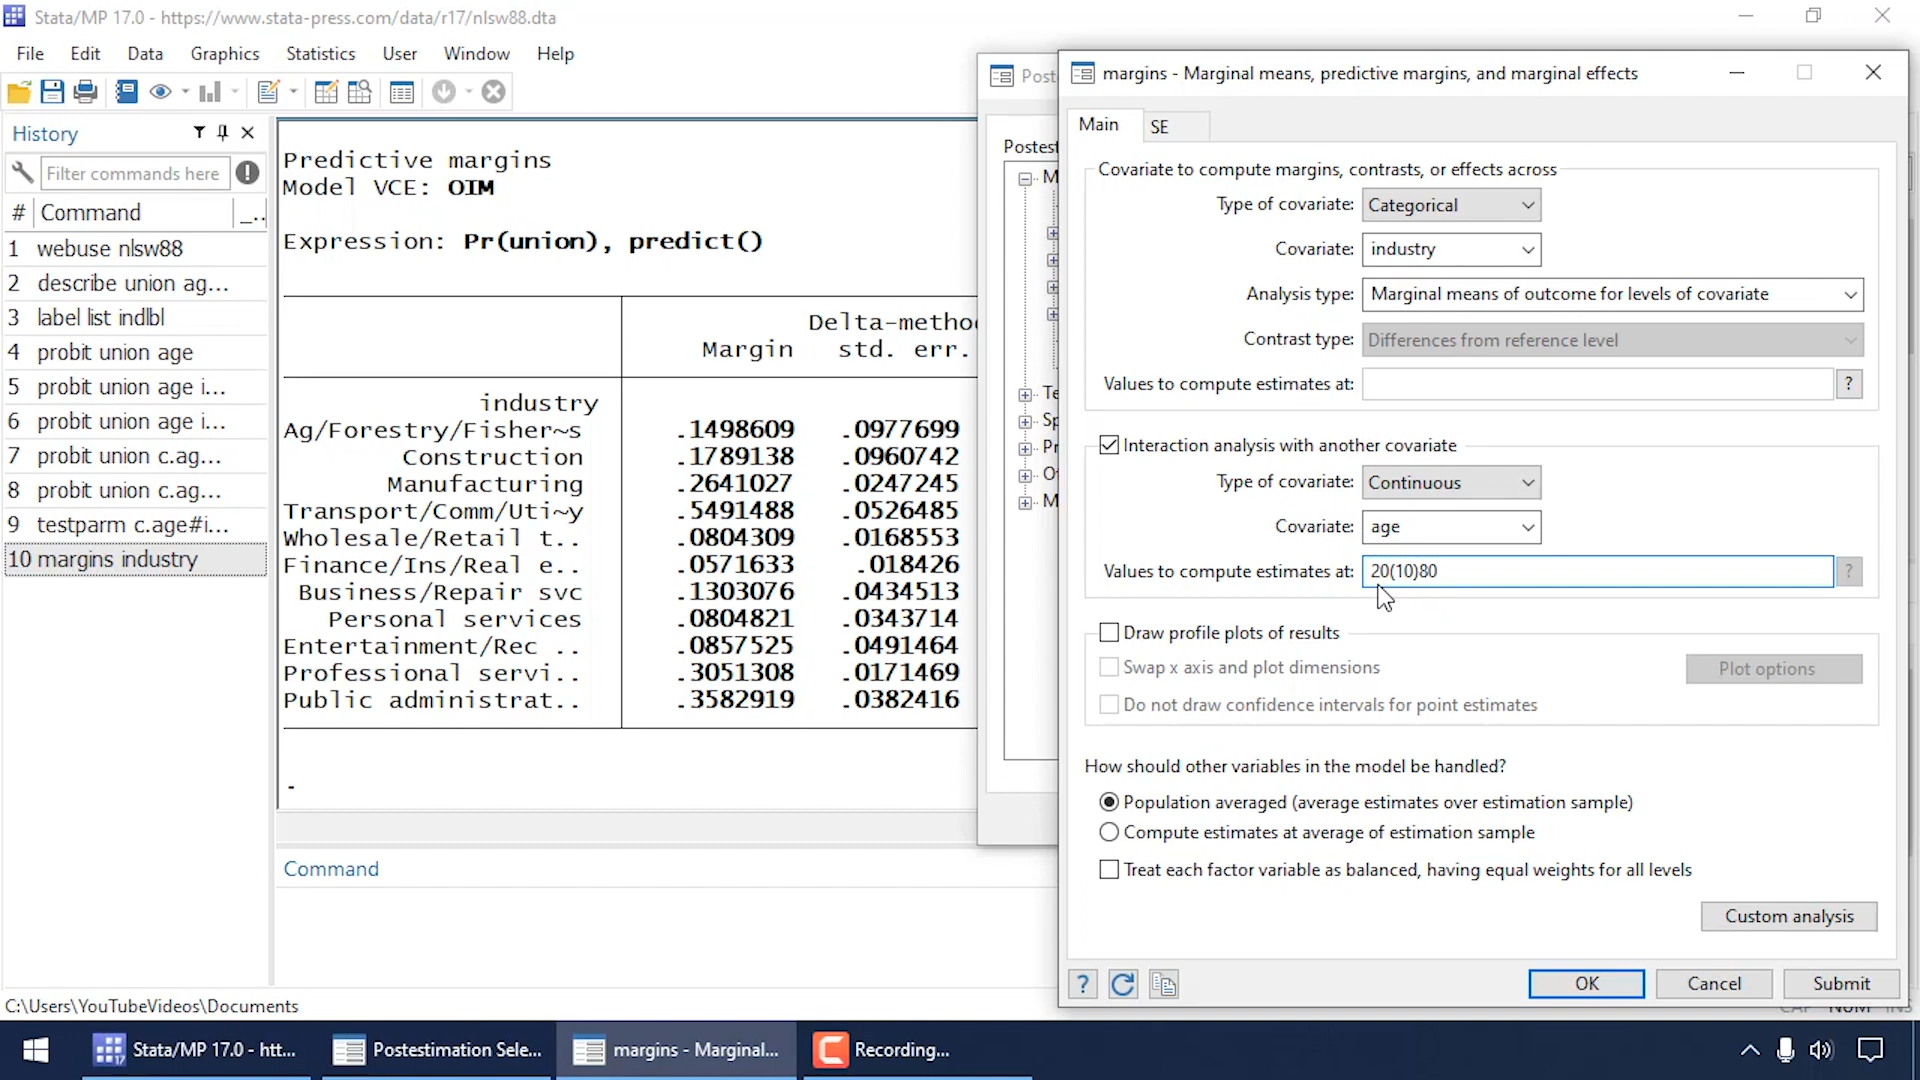 Stata/MP 17.0 - https://www.stata-press.com/data/r17/nlsw88.dta
File Edit Data Graphics Statistics User Window Help
History
Filter commands here
# Command _..
1 webuse nlsw88
2 describe union ag...
3 label list indlbl
4 probit union age
5 probit union age i...
6 probit union age i...
7 probit union c.ag...
8 probit union c.ag...
9 testparm c.age#i...
10 margins industry
Predictive margins
Model VCE: OIM
Expression: Pr(union), predict()
Delta-metho
Margin std. err.
industry
Ag/Forestry/Fisher~s .1498609 .0977699
Construction .1789138 .0960742
Manufacturing .2641027 .0247245
Transport/Comm/Uti~y .5491488 .0526485
Wholesale/Retail t.. .0804309 .0168553
Finance/Ins/Real e.. .0571633 .018426
Business/Repair svc .1303076 .0434513
Personal services .0804821 .0343714
Entertainment/Rec .. .0857525 .0491464
Professional servi.. .3051308 .0171469
Public administrat.. .3582919 .0382416
Command
C:\Users\YouTubeVideos\Documents
Post
Postest
M
Te
Sp
Pr
Ot
M
margins - Marginal means, predictive margins, and marginal effects
Main SE
Covariate to compute margins, contrasts, or effects across
Type of covariate: Categorical
Covariate: industry
Analysis type: Marginal means of outcome for levels of covariate
Contrast type: Differences from reference level
Values to compute estimates at: ?
Interaction analysis with another covariate
Type of covariate: Continuous
Covariate: age
Values to compute estimates at: 20(10)80 ?
Draw profile plots of results
Swap x axis and plot dimensions Plot options
Do not draw confidence intervals for point estimates
How should other variables in the model be handled?
Population averaged (average estimates over estimation sample)
Compute estimates at average of estimation sample
Treat each factor variable as balanced, having equal weights for all levels
Custom analysis
? OK Cancel Submit
CAP NUM INS
Stata/MP 17.0 - htt... Postestimation Sele... margins - Marginal... Recording...